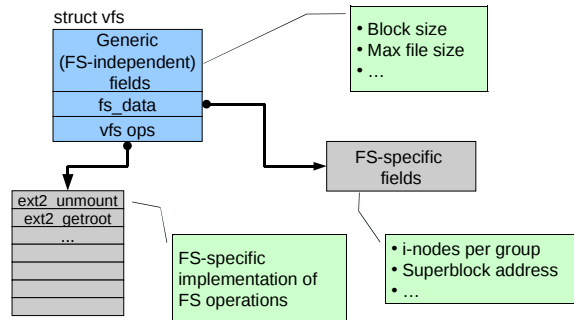 struct vfs
Generic
(FS-independent)
fields
fs_data
vfs ops
• Block size
• Max file size
• …
FS-specific
fields
ext2_unmount
ext2_getroot
...
FS-specific
implementation of
FS operations
• i-nodes per group
• Superblock address
• …